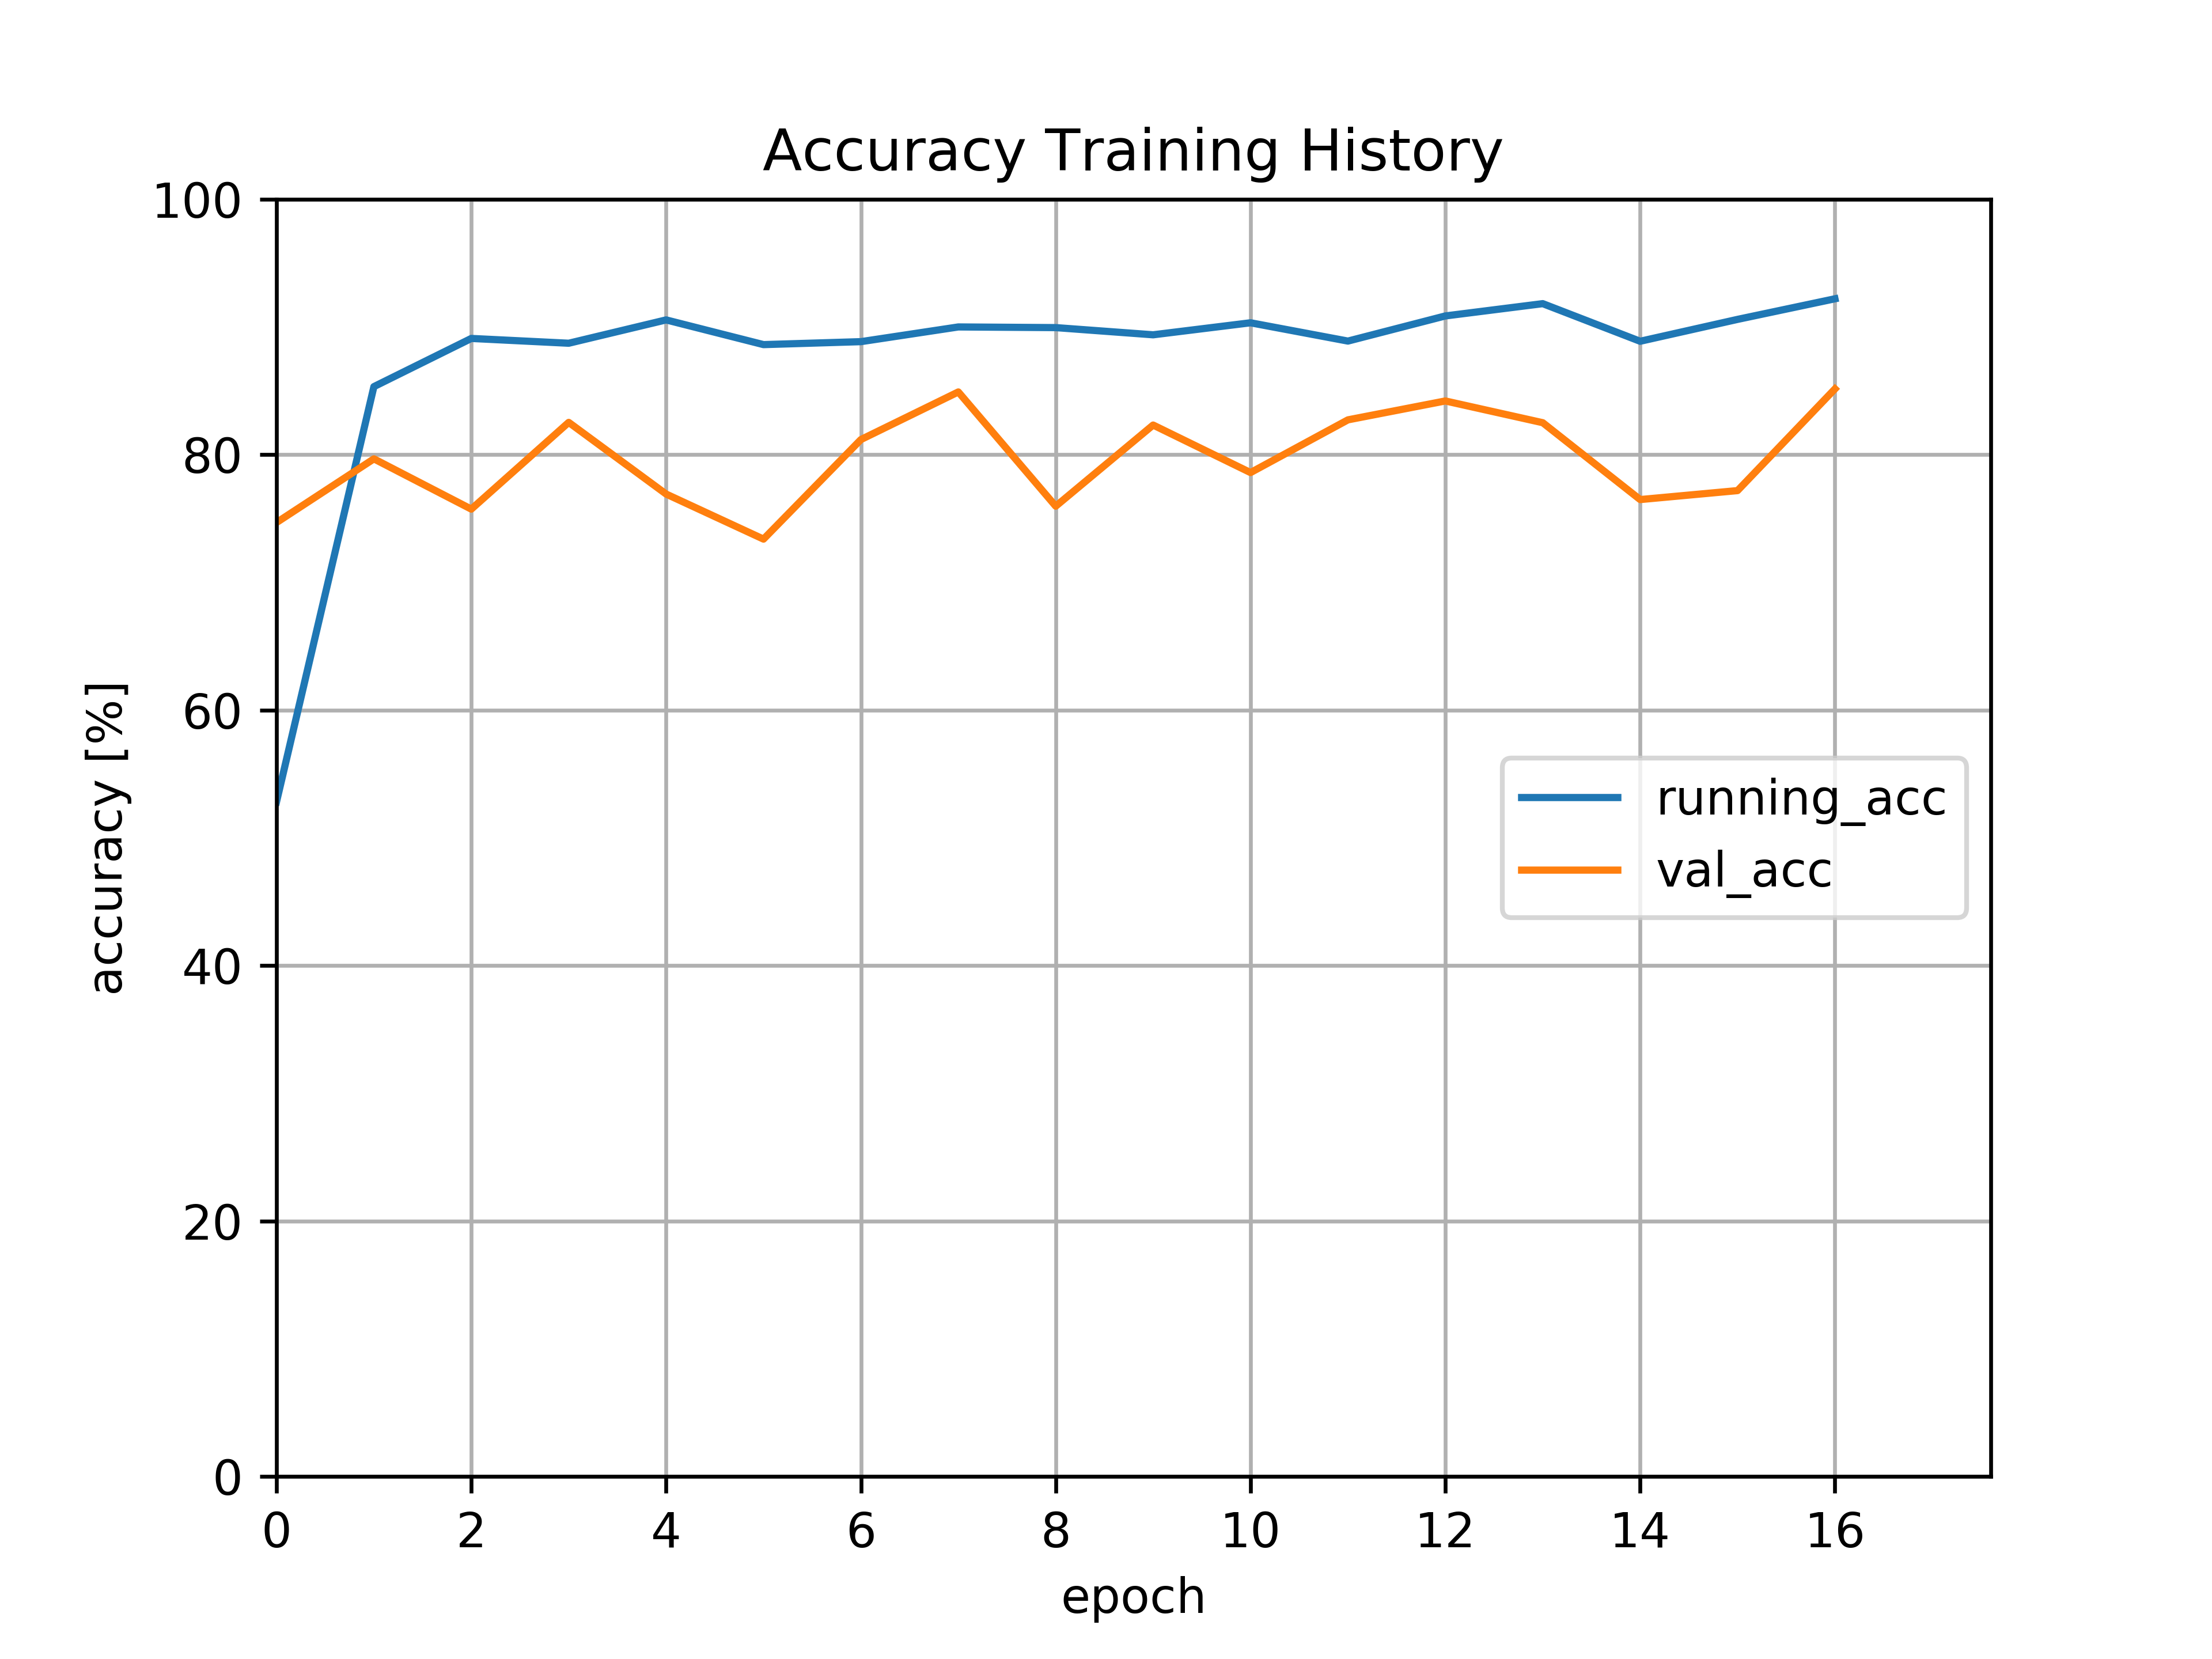 Accuracy Training History
100
80
60
40
20
0
accuracy [%]
running_acc
val_acc
0 2 4 6 8 10 12 14 16
epoch